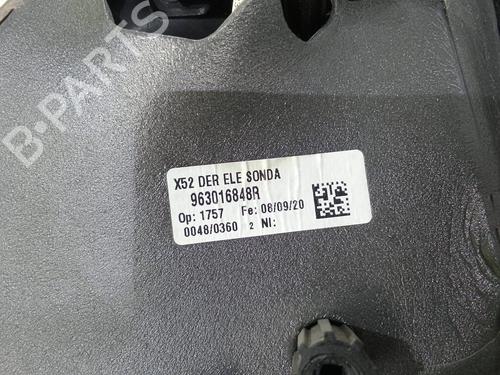 B-PARTS
X52 DER ELE SONDA
963016848R
Op: 1757 Fe: 08/09/20
0048/0360 2 NI: